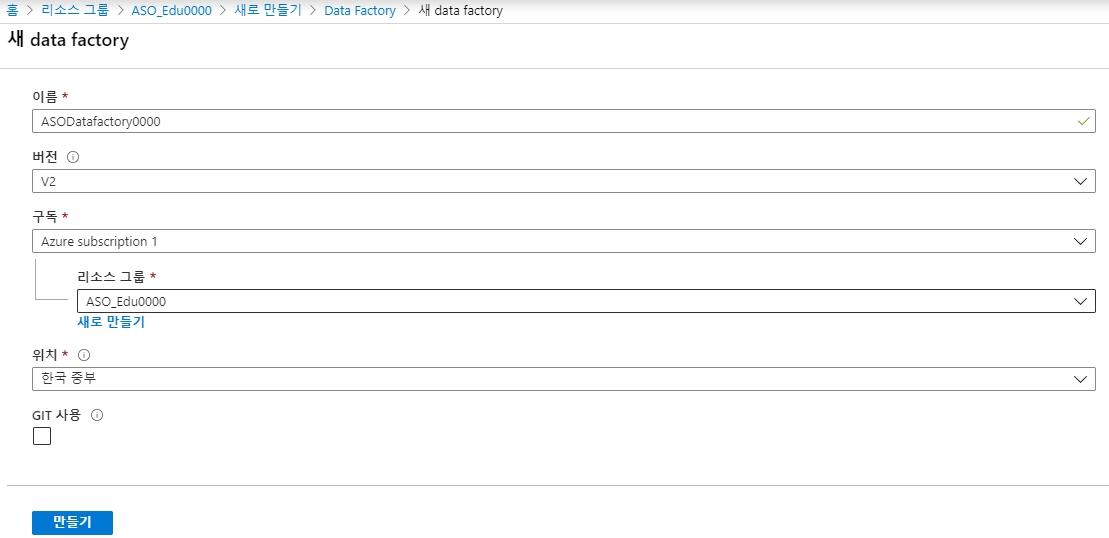 홈 > 리소스 그룹 > ASO_Edu0000 > 새로 만들기 > Data Factory > 새 data factory
새 data factory
이름 *
ASODatafactory0000
버전
V2
구독 *
Azure subscription 1
리소스 그룹 *
ASO_Edu0000
새로 만들기
위치 *
한국 중부
GIT 사용
만들기